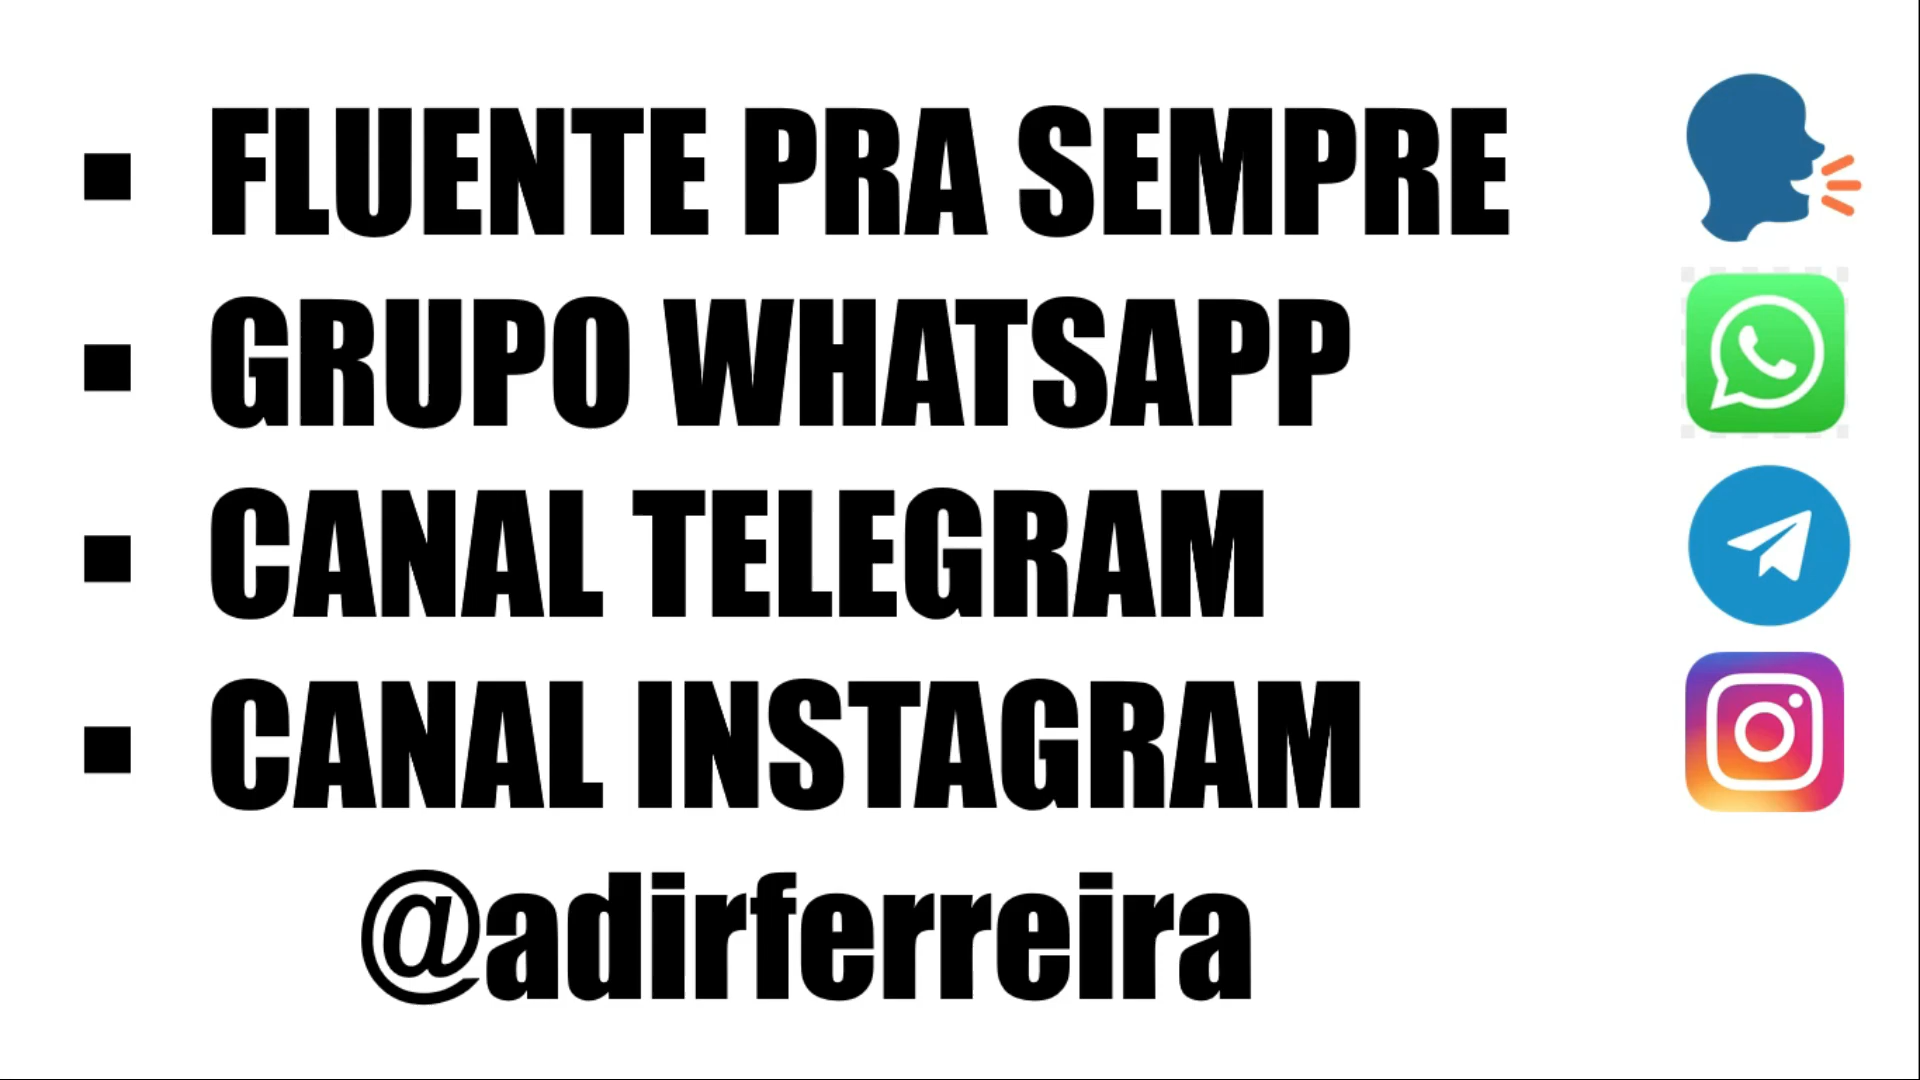 ▪ FLUENTE PRA SEMPRE
▪ GRUPO WHATSAPP
▪ CANAL TELEGRAM
▪ CANAL INSTAGRAM
@adirferreira